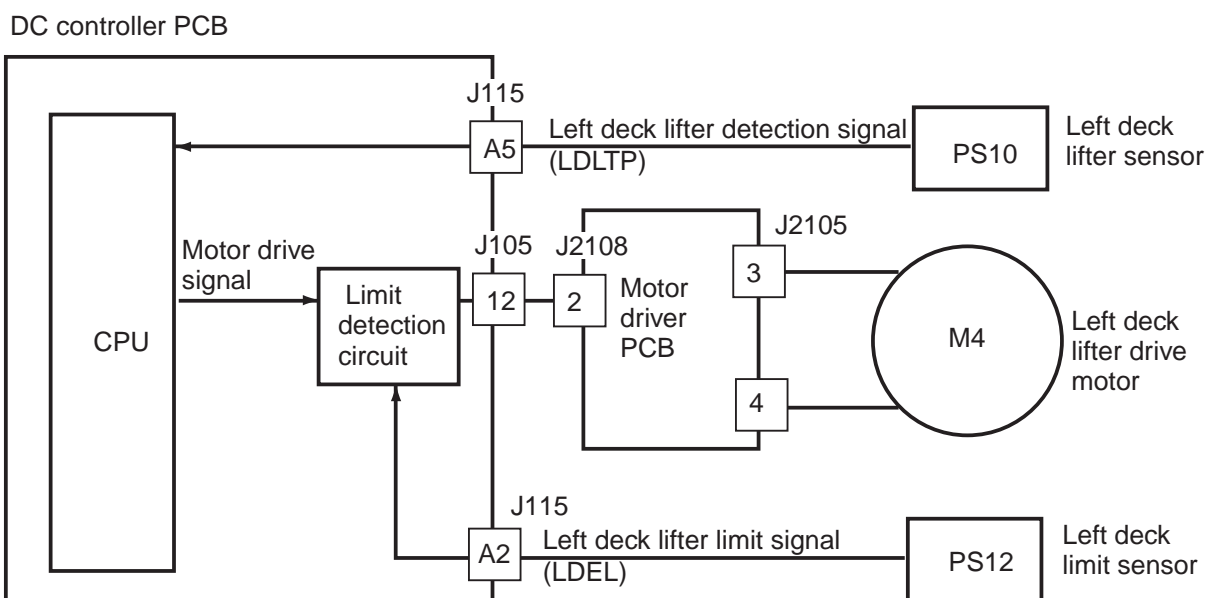 DC controller PCB
J115
A5
Left deck lifter detection signal
(LDLTP)
PS10
Left deck
lifter sensor
Motor drive
signal
J105
J2108
J2105
CPU
Limit
detection
circuit
12
2
Motor
driver
PCB
3
4
M4
Left deck
lifter drive
motor
J115
A2
Left deck lifter limit signal
(LDEL)
PS12
Left deck
limit sensor